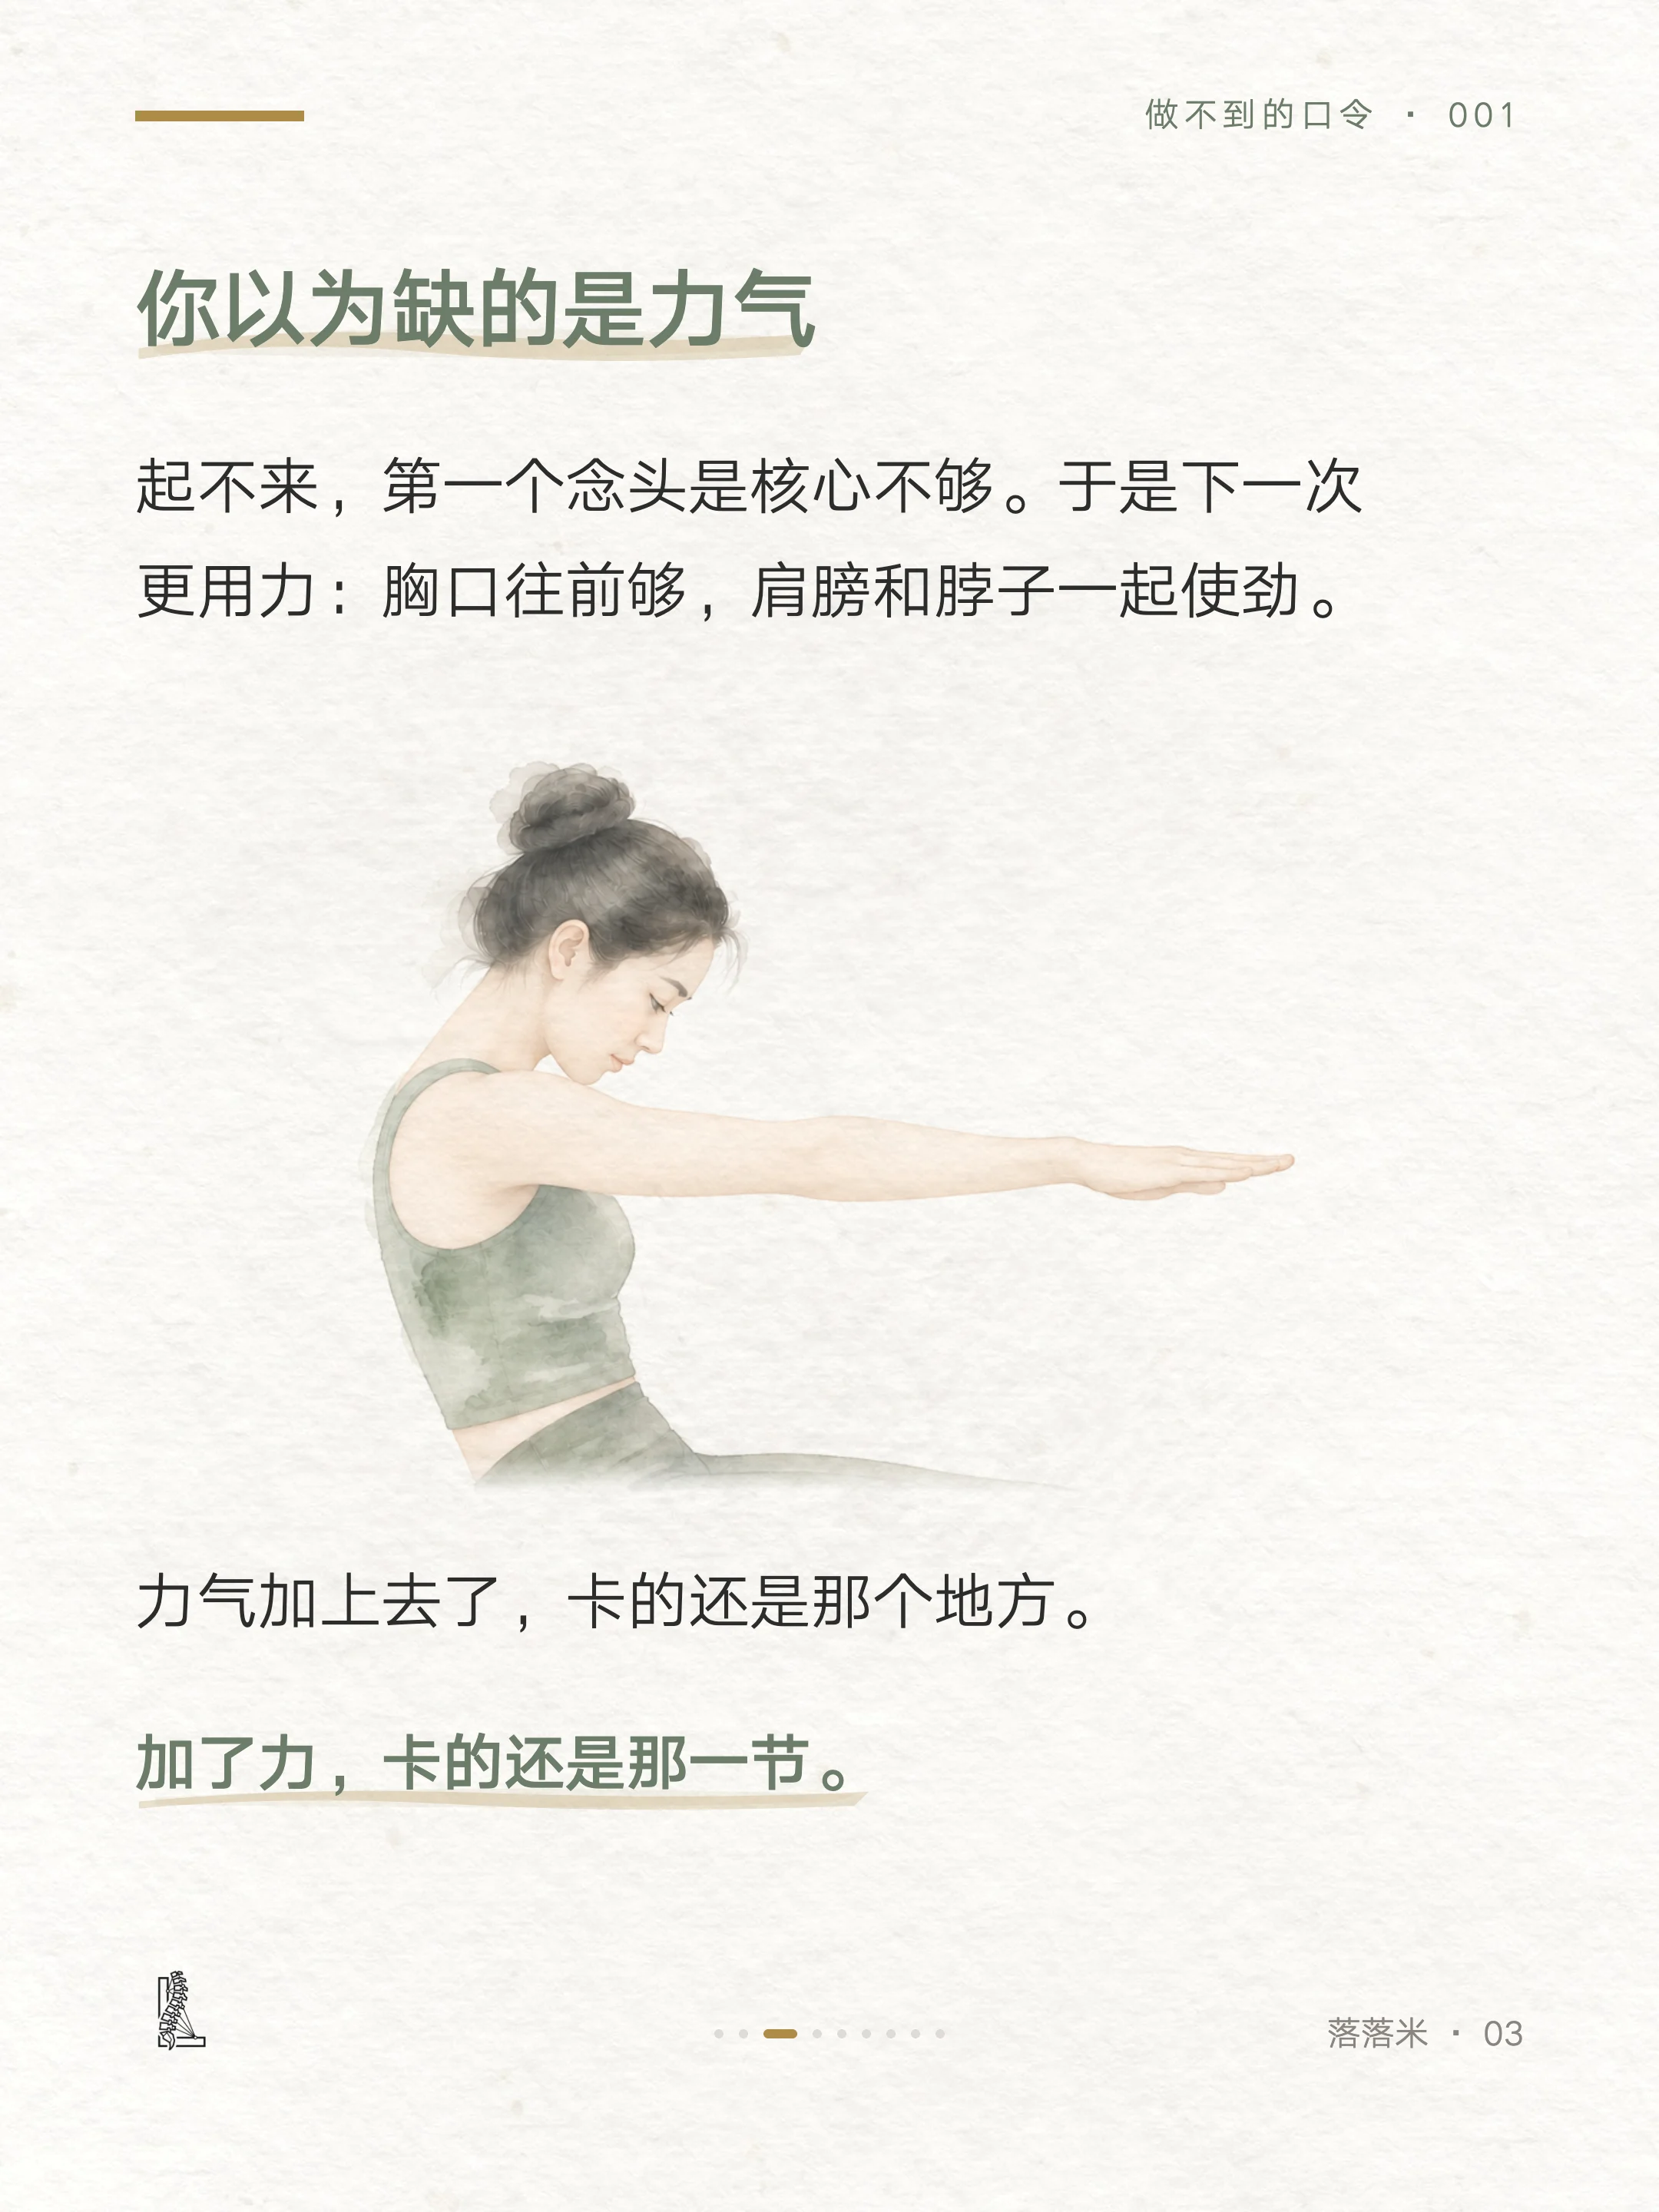 做不到的口令 · 001
你以为缺的是力气
起不来，第一个念头是核心不够。于是下一次
更用力：胸口往前够，肩膀和脖子一起使劲。
力气加上去了，卡的还是那个地方。
加了力，卡的还是那一节。
落落米 · 03